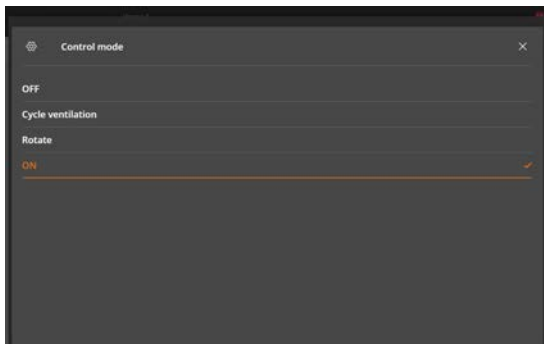 Control mode
OFF
Cycle ventilation
Rotate
ON